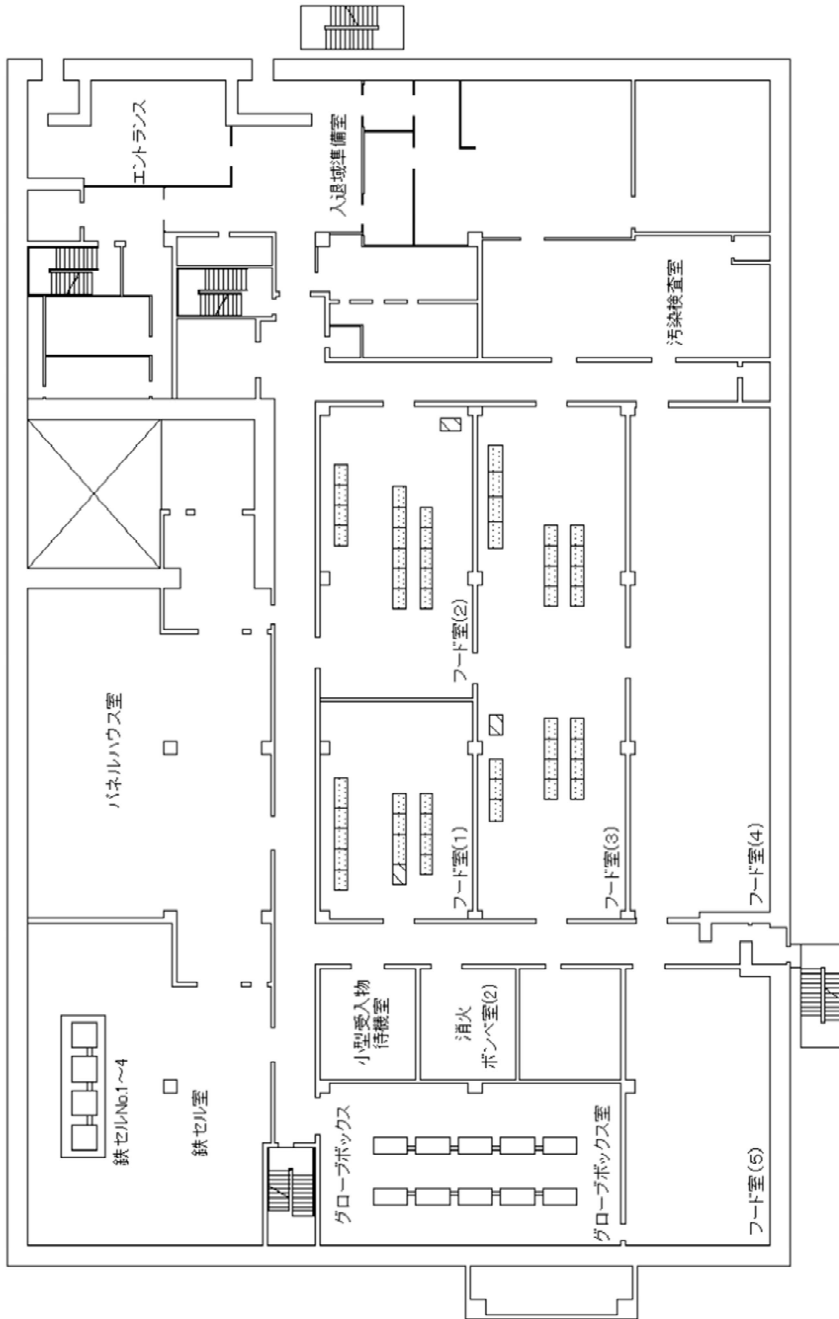 エントランス
入退域準備室
汚染検査室
パネルハウス室
フード室(2)
フード室(1)
フード室(3)
フード室(4)
鉄セルNo.1～4
鉄セル室
小型受入物
待機室
消火
ボンベ室(2)
グローブボックス
グローブボックス室
フード室(5)